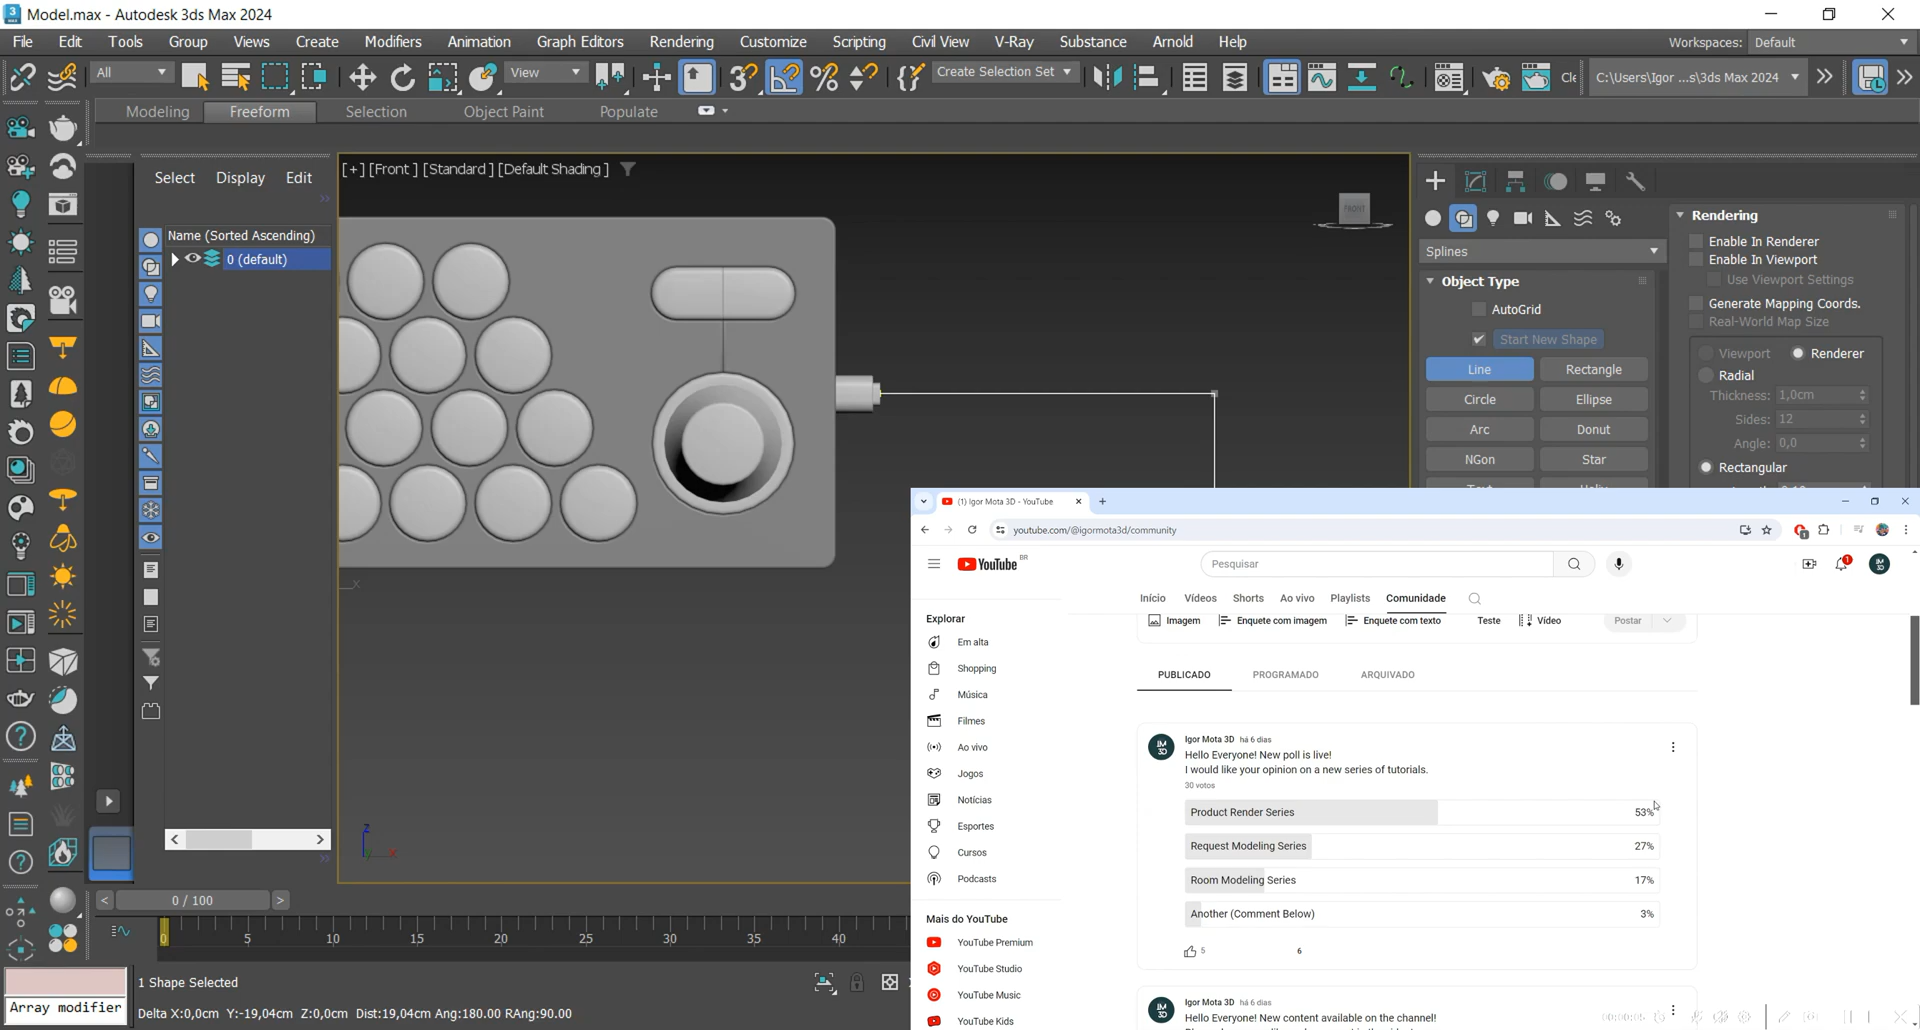 Model.max - Autodesk 3ds Max 2024
File Edit Tools Group Views Create Modifiers Animation Graph Editors Rendering Customize Scripting Civil View V-Ray Substance Arnold Help
Workspaces: Default
All View Create Selection Set C:\Users\Igor ...s\3ds Max 2024
Modeling Freeform Selection Object Paint Populate
Select Display Edit
Name (Sorted Ascending)
0 (default)
[+] [Front ] [Standard ] [Default Shading ]
FRONT
Splines
Object Type
AutoGrid
Start New Shape
Line Rectangle
Circle Ellipse
Arc Donut
NGon Star
Rendering
Enable In Renderer
Enable In Viewport
Use Viewport Settings
Generate Mapping Coords.
Real-World Map Size
Viewport Renderer
Radial
Thickness: 1,0cm
Sides: 12
Angle: 0,0
Rectangular
z
x
x
0 / 100
0 5 10 15 20 25 30 35 40
1 Shape Selected
Array modifier
Delta X:0,0cm Y:-19,04cm Z:0,0cm Dist:19,04cm Ang:180.00 RAng:90.00
(1) Igor Mota 3D - YouTube
youtube.com/@igormota3d/community
YouTube BR
Pesquisar
Início Vídeos Shorts Ao vivo Playlists Comunidade
Imagem Enquete com imagem Enquete com texto Teste Vídeo Postar
PUBLICADO PROGRAMADO ARQUIVADO
Explorar
Em alta
Shopping
Música
Filmes
Ao vivo
Jogos
Notícias
Esportes
Cursos
Podcasts
Mais do YouTube
YouTube Premium
YouTube Studio
YouTube Music
YouTube Kids
IM 3D
Igor Mota 3D há 6 dias
Hello Everyone! New poll is live!
I would like your opinion on a new series of tutorials.
30 votos
Product Render Series 53%
Request Modeling Series 27%
Room Modeling Series 17%
Another (Comment Below) 3%
5 6
IM 3D
Igor Mota 3D há 6 dias
Hello Everyone! New content available on the channel!